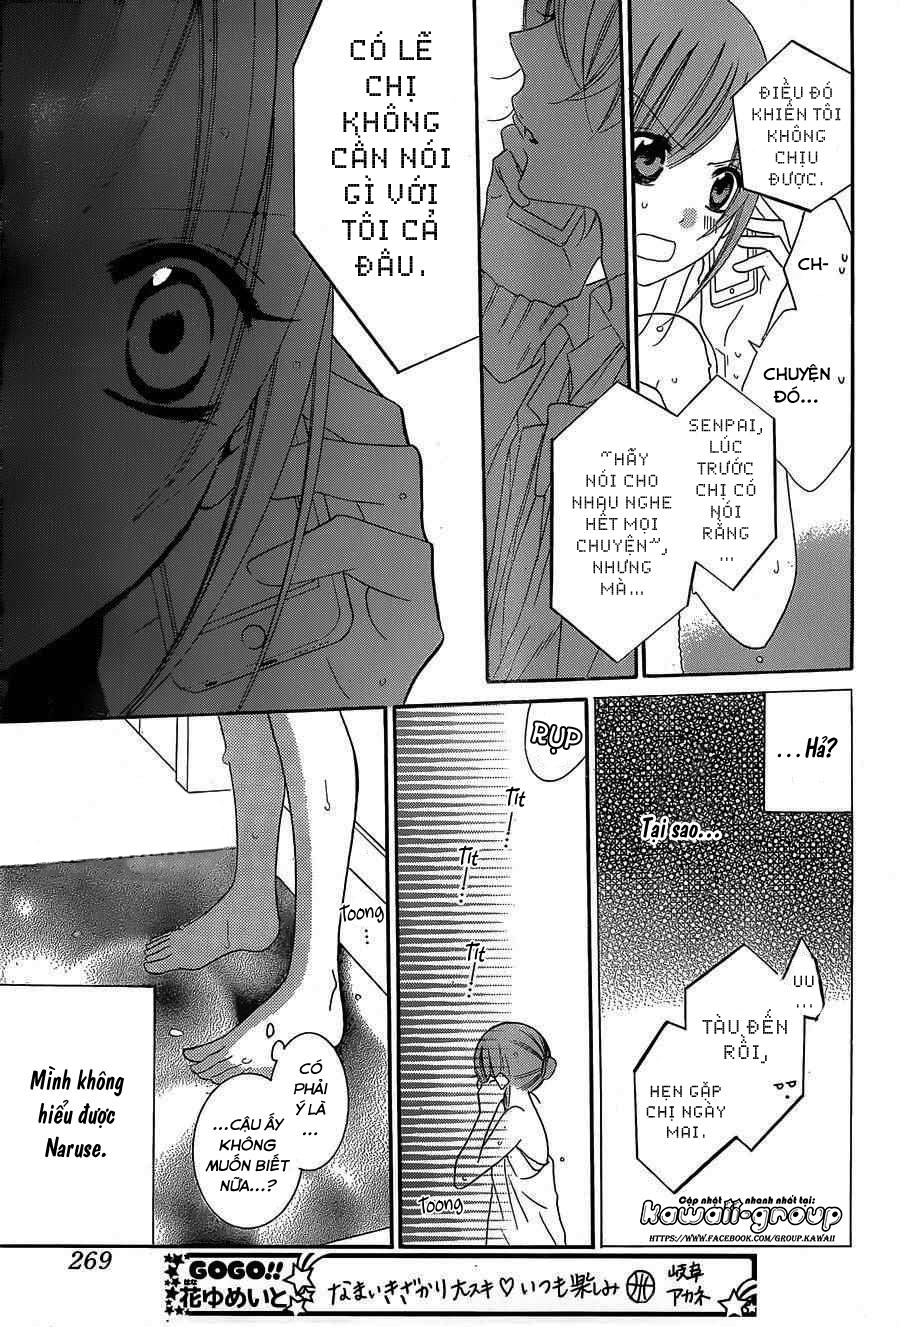 ĐIỀU ĐÓ
KHIẾN TÔI
KHÔNG
CHỊU
ĐƯỢC.
CH-
CHUYỆN
ĐÓ...
SENPAI,
LÚC
TRƯỚC
CHỊ CÓ
NÓI
RẰNG
...
"HÃY
NÓI CHO
NHAU NGHE
HẾT MỌI
CHUYỆN",
NHƯNG
MÀ...
CÓ LẼ
CHỊ
KHÔNG
CẦN NÓI
GÌ VỚI
TÔI CẢ
ĐÂU.
...Hả?
Tại sao...
UU
...
TÀU ĐẾN
RỒI,
HẸN GẶP
CHỊ NGÀY
MAI.
RỤP
Tít
...
Tít
...
Tít
...
Toong
Toong
...
CÓ
PHẢI
Ý LÀ
...
...CẬU ẤY
KHÔNG
MUỐN BIẾT
NỮA...?
Mình không
hiểu được
Naruse.
Cập nhật nhanh nhất tại:
kawaii-group
HTTPS://WWW.FACEBOOK.COM/GROUP.KAWAII
269
GOGO!!
花ゆめいと
はな
なまいきざかり大スキ♡いつも楽しみ
岐阜
アカネ